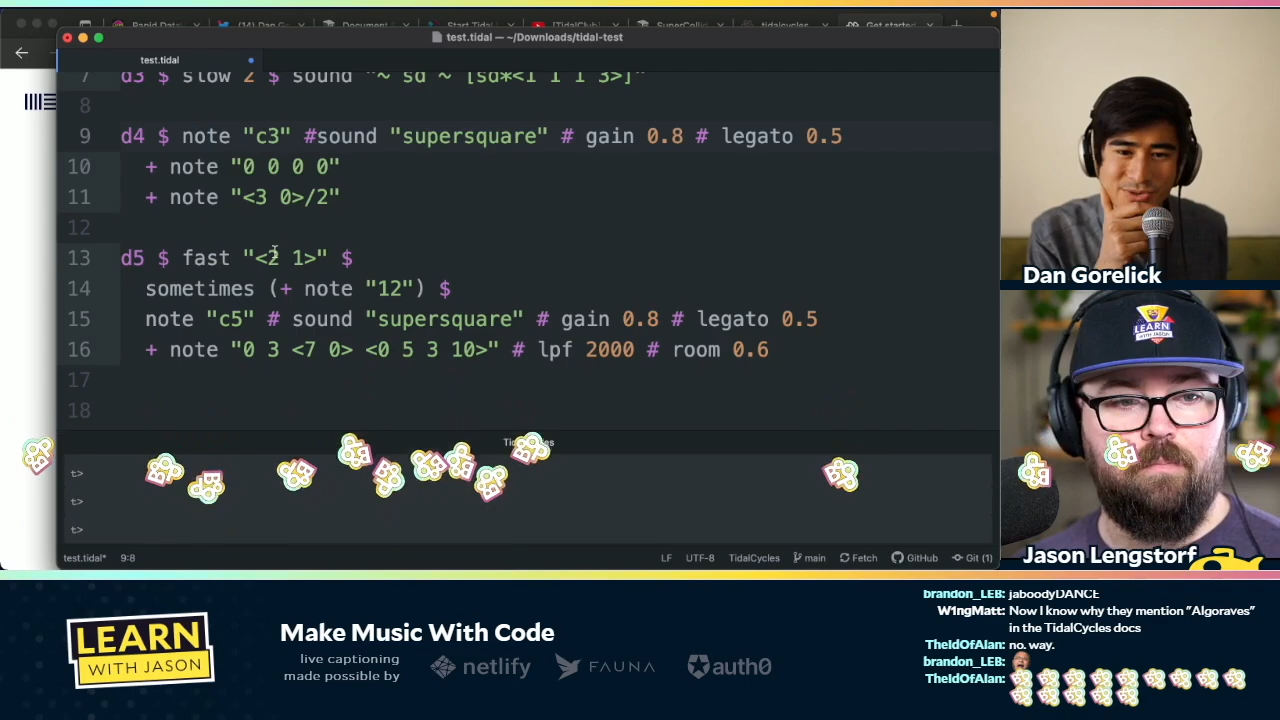 test.tidal — ~/Downloads/tidal-test
test.tidal
7 d3 $ slow 2 $ sound "~ sd ~ [sd*<1 1 1 3>]"
8
9 d4 $ note "c3" #sound "supersquare" # gain 0.8 # legato 0.5
10 + note "0 0 0 0"
11 + note "<3 0>/2"
12
13 d5 $ fast "<2 1>" $
14 sometimes (+ note "12") $
15 note "c5" # sound "supersquare" # gain 0.8 # legato 0.5
16 + note "0 3 <7 0> <0 5 3 10>" # lpf 2000 # room 0.6
17
18
t>
t>
t>
test.tidal* 9:8 LF UTF-8 TidalCycles main Fetch GitHub Git (1)
Dan Gorelick
Jason Lengstorf
LEARN
WITH JASON
LEARN
WITH JASON
Make Music With Code
live captioning
made possible by
netlify
FAUNA
auth0
brandon_LEB: jaboodyDANCE
W1ngMatt: Now I know why they mention "Algoraves"
in the TidalCycles docs
TheIdOfAlan: no. way.
brandon_LEB:
TheIdOfAlan: